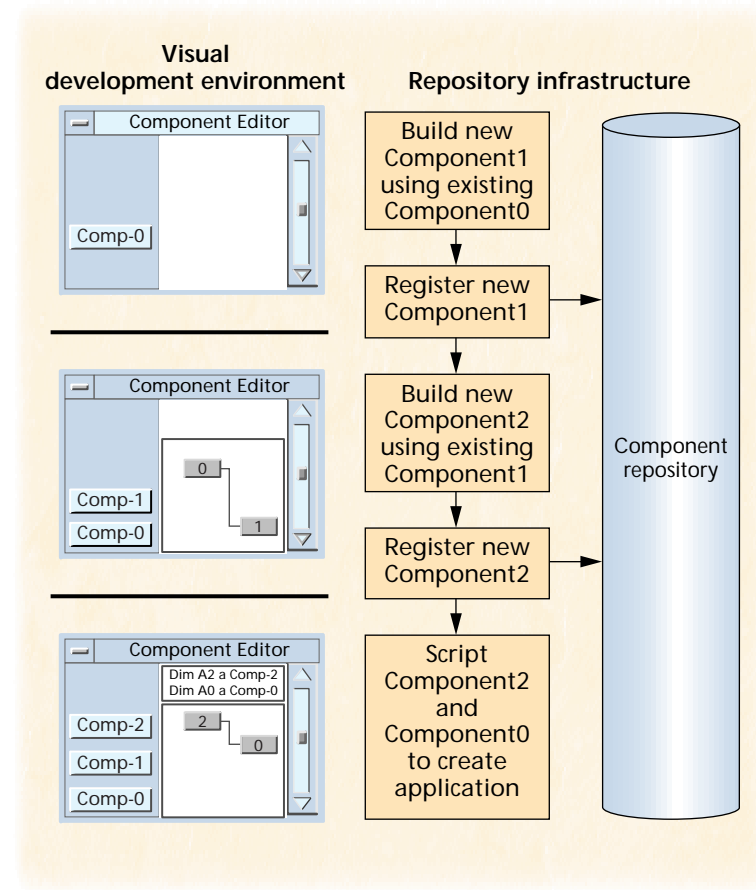 Visual
development environment
Repository infrastructure
Component Editor
Comp-0
Build new
Component1
using existing
Component0
Register new
Component1
Component Editor
0
1
Comp-1
Comp-0
Build new
Component2
using existing
Component1
Register new
Component2
Component
repository
Component Editor
Dim A2 a Comp-2
Dim A0 a Comp-0
2
0
Comp-2
Comp-1
Comp-0
Script
Component2
and
Component0
to create
application